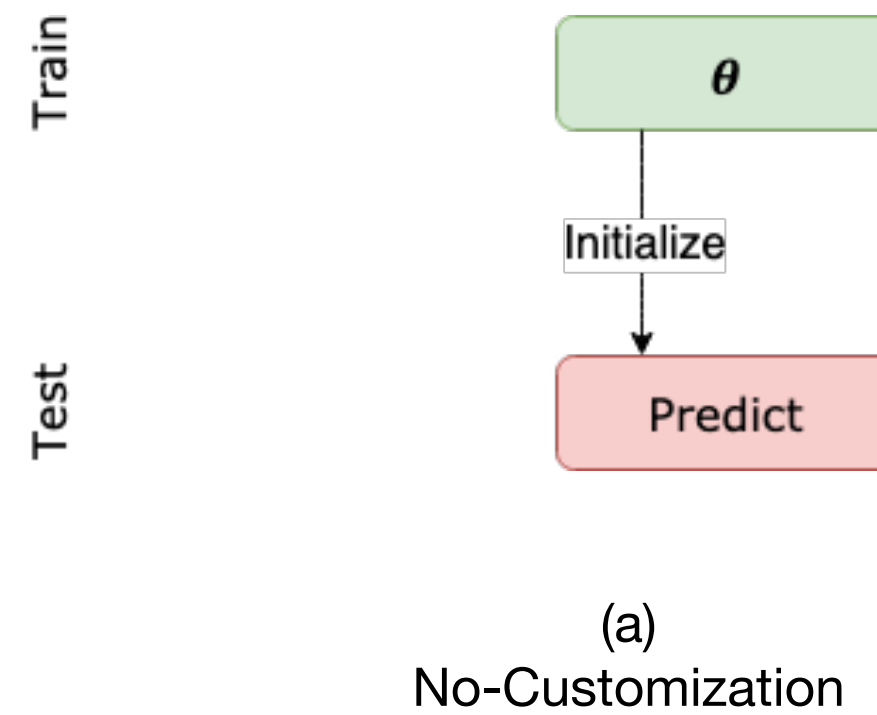 Train
θ
Initialize
Test
Predict
(a)
No-Customization